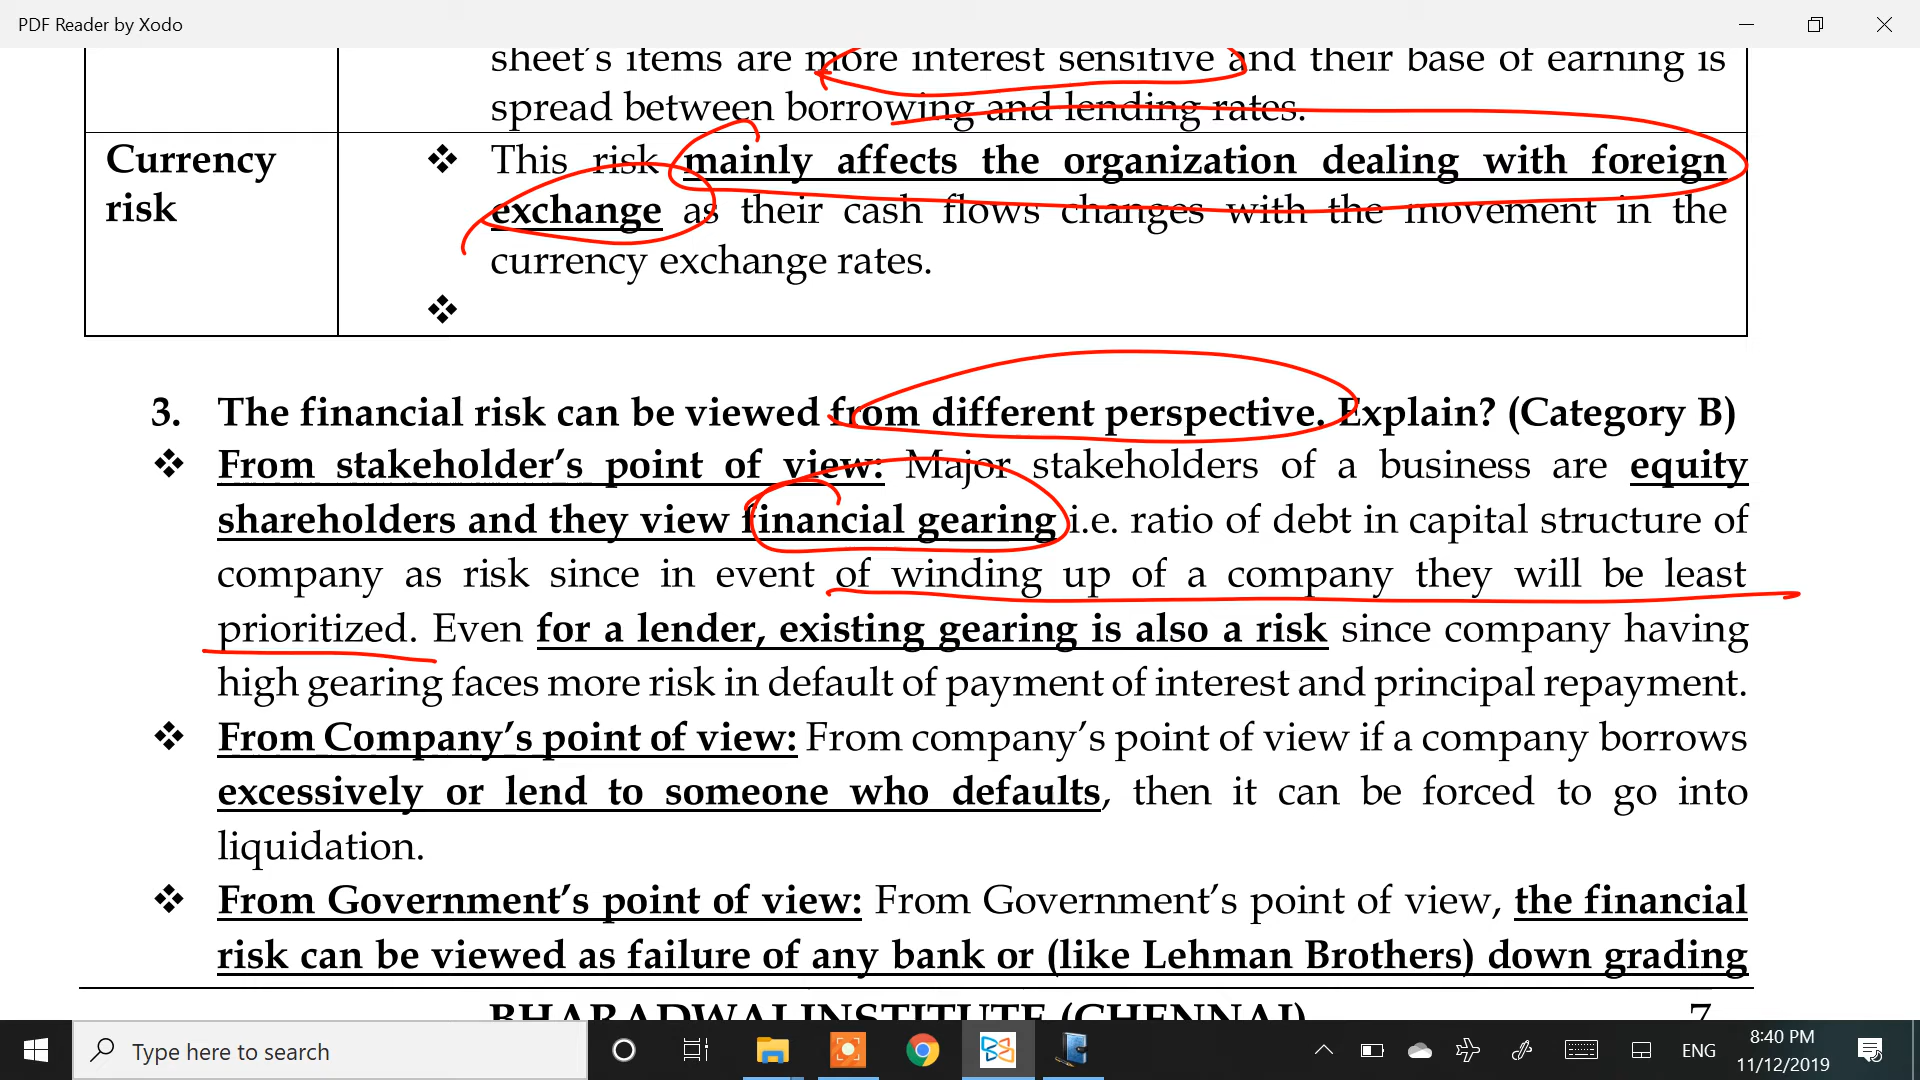 PDF Reader by Xodo
sheet’s items are more interest sensitive and their base of earning is
spread between borrowing and lending rates.
Currency
risk
❖ This risk mainly affects the organization dealing with foreign
exchange as their cash flows changes with the movement in the
currency exchange rates.
❖
3. The financial risk can be viewed from different perspective. Explain? (Category B)
❖ From stakeholder’s point of view: Major stakeholders of a business are equity
shareholders and they view financial gearing i.e. ratio of debt in capital structure of
company as risk since in event of winding up of a company they will be least
prioritized. Even for a lender, existing gearing is also a risk since company having
high gearing faces more risk in default of payment of interest and principal repayment.
❖ From Company’s point of view: From company’s point of view if a company borrows
excessively or lend to someone who defaults, then it can be forced to go into
liquidation.
❖ From Government’s point of view: From Government’s point of view, the financial
risk can be viewed as failure of any bank or (like Lehman Brothers) down grading
BHARADWAJ INSTITUTE (CHENNAI) 7
Type here to search
ENG
8:40 PM
11/12/2019